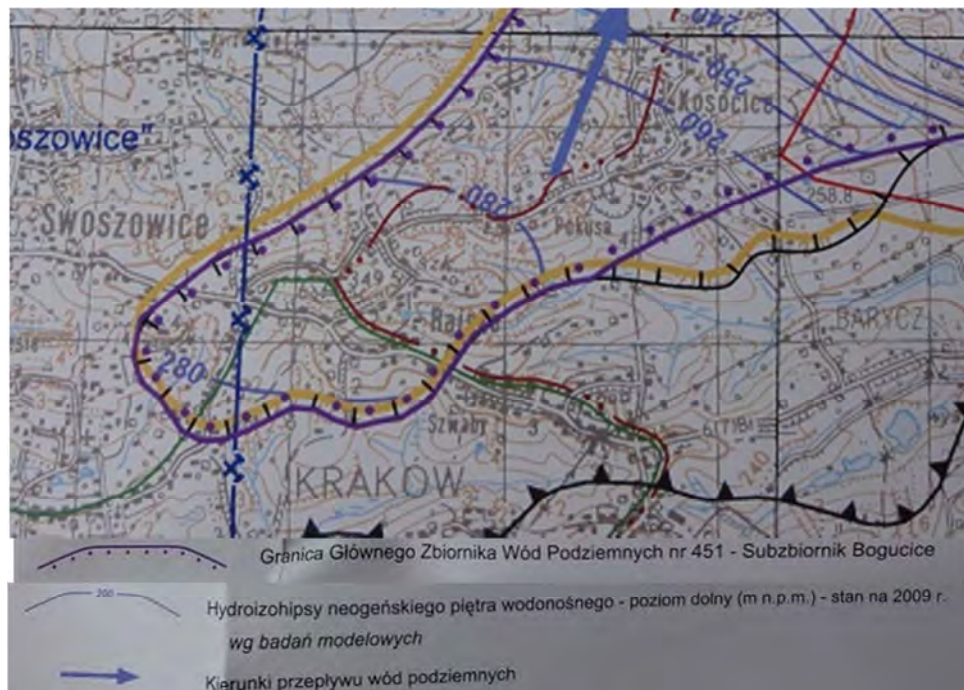 240
250
Kosocice
260
oszowice"
280
258.8
Swoszowice
Pokusa
Rajsko
BARYCZ
280
Szwaby
KRAKÓW
240
Granica Głównego Zbiornika Wód Podziemnych nr 451 - Subzbiornik Bogucice
200
Hydroizohipsy neogeńskiego piętra wodonośnego - poziom dolny (m n.p.m.) - stan na 2009 r.
wg badań modelowych
Kierunki przepływu wód podziemnych